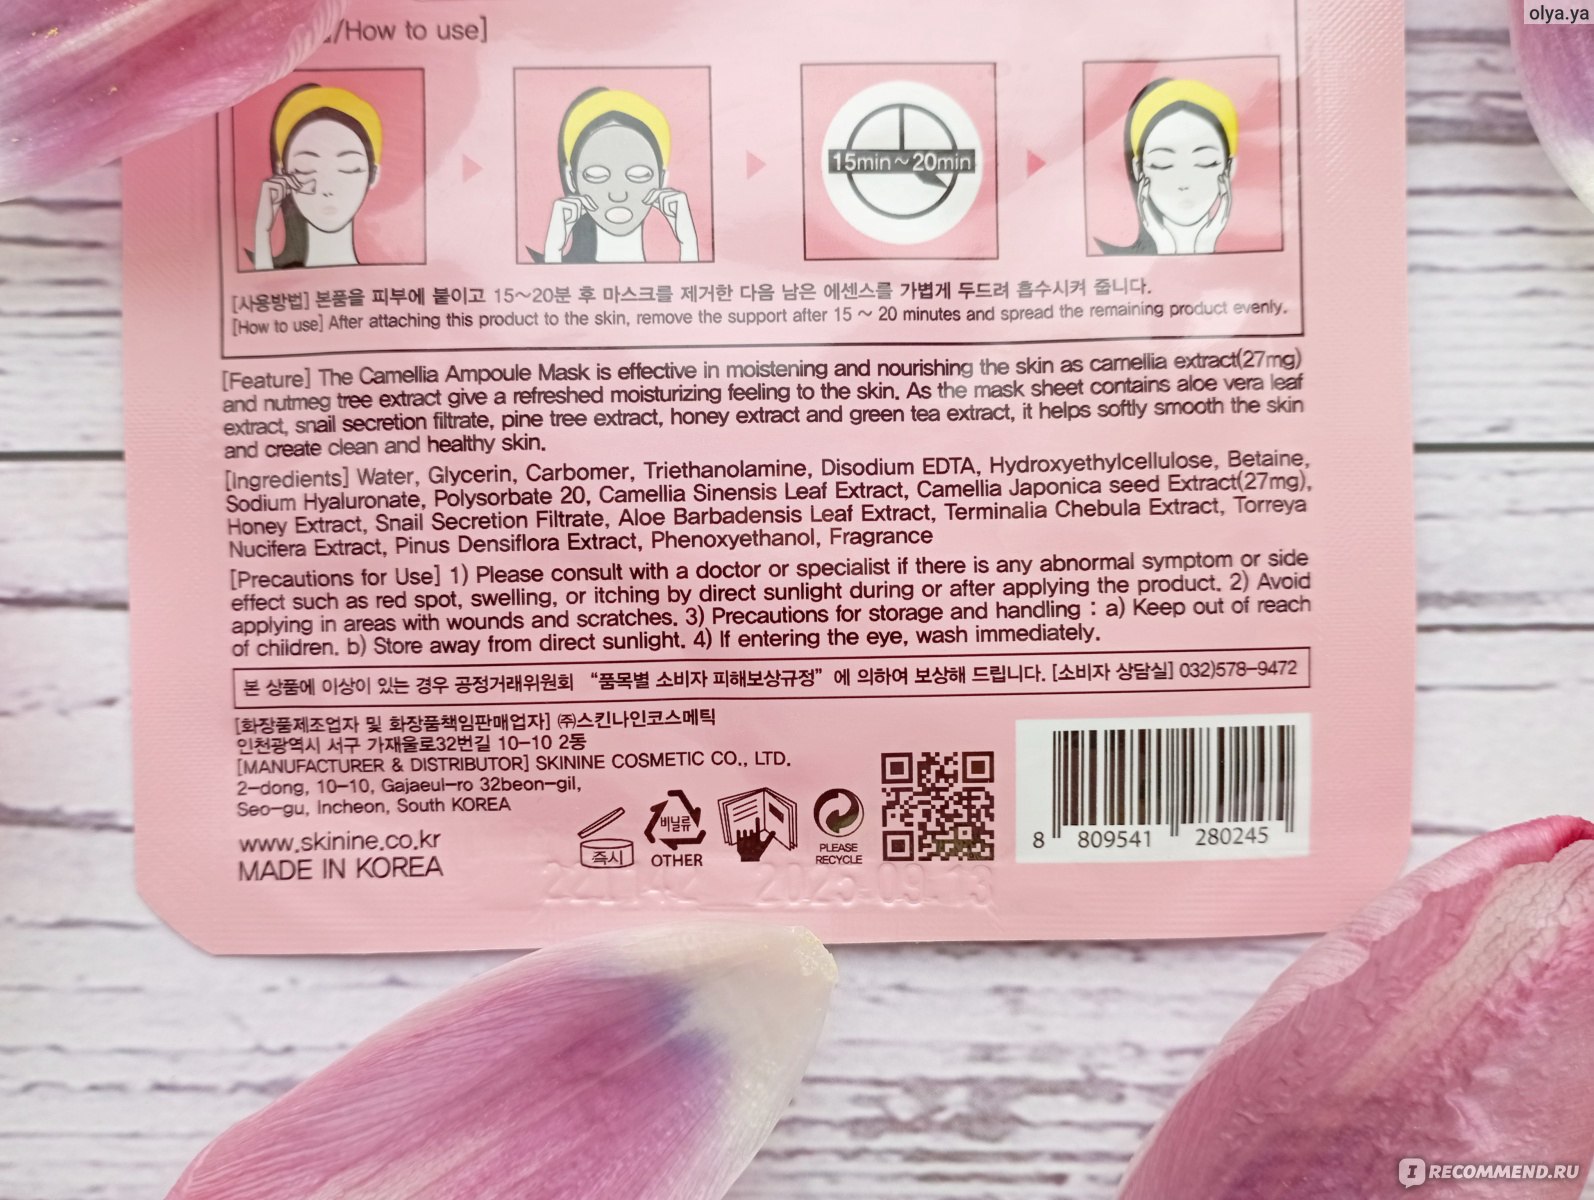 olya.ya
/How to use]
15min~20min
[사용방법] 본품을 피부에 붙이고 15~20분 후 마스크를 제거한 다음 남은 에센스를 가볍게 두드려 흡수시켜 줍니다.
[How to use] After attaching this product to the skin, remove the support after 15 ~ 20 minutes and spread the remaining product evenly.
[Feature] The Camellia Ampoule Mask is effective in moistening and nourishing the skin as camellia extract(27mg)
and nutmeg tree extract give a refreshed moisturizing feeling to the skin. As the mask sheet contains aloe vera leaf
extract, snail secretion filtrate, pine tree extract, honey extract and green tea extract, it helps softly smooth the skin
and create clean and healthy skin.
[Ingredients] Water, Glycerin, Carbomer, Triethanolamine, Disodium EDTA, Hydroxyethylcellulose, Betaine,
Sodium Hyaluronate, Polysorbate 20, Camellia Sinensis Leaf Extract, Camellia Japonica seed Extract(27mg),
Honey Extract, Snail Secretion Filtrate, Aloe Barbadensis Leaf Extract, Terminalia Chebula Extract, Torreya
Nucifera Extract, Pinus Densiflora Extract, Phenoxyethanol, Fragrance
[Precautions for Use] 1) Please consult with a doctor or specialist if there is any abnormal symptom or side
effect such as red spot, swelling, or itching by direct sunlight during or after applying the product. 2) Avoid
applying in areas with wounds and scratches. 3) Precautions for storage and handling : a) Keep out of reach
of children. b) Store away from direct sunlight. 4) If entering the eye, wash immediately.
본 상품에 이상이 있는 경우 공정거래위원회 “품목별 소비자 피해보상규정” 에 의하여 보상해 드립니다. [소비자 상담실] 032)578-9472
[화장품제조업자 및 화장품책임판매업자] ㈜스킨나인코스메틱
인천광역시 서구 가재울로32번길 10-10 2동
[MANUFACTURER & DISTRIBUTOR] SKININE COSMETIC CO., LTD.
2-dong, 10-10, Gajaeul-ro 32beon-gil,
Seo-gu, Incheon, South KOREA
www.skinine.co.kr
MADE IN KOREA
즉시
비닐류
OTHER
PLEASE
RECYCLE
8 809541 280245
2025.09.13
IRECOMMEND.RU